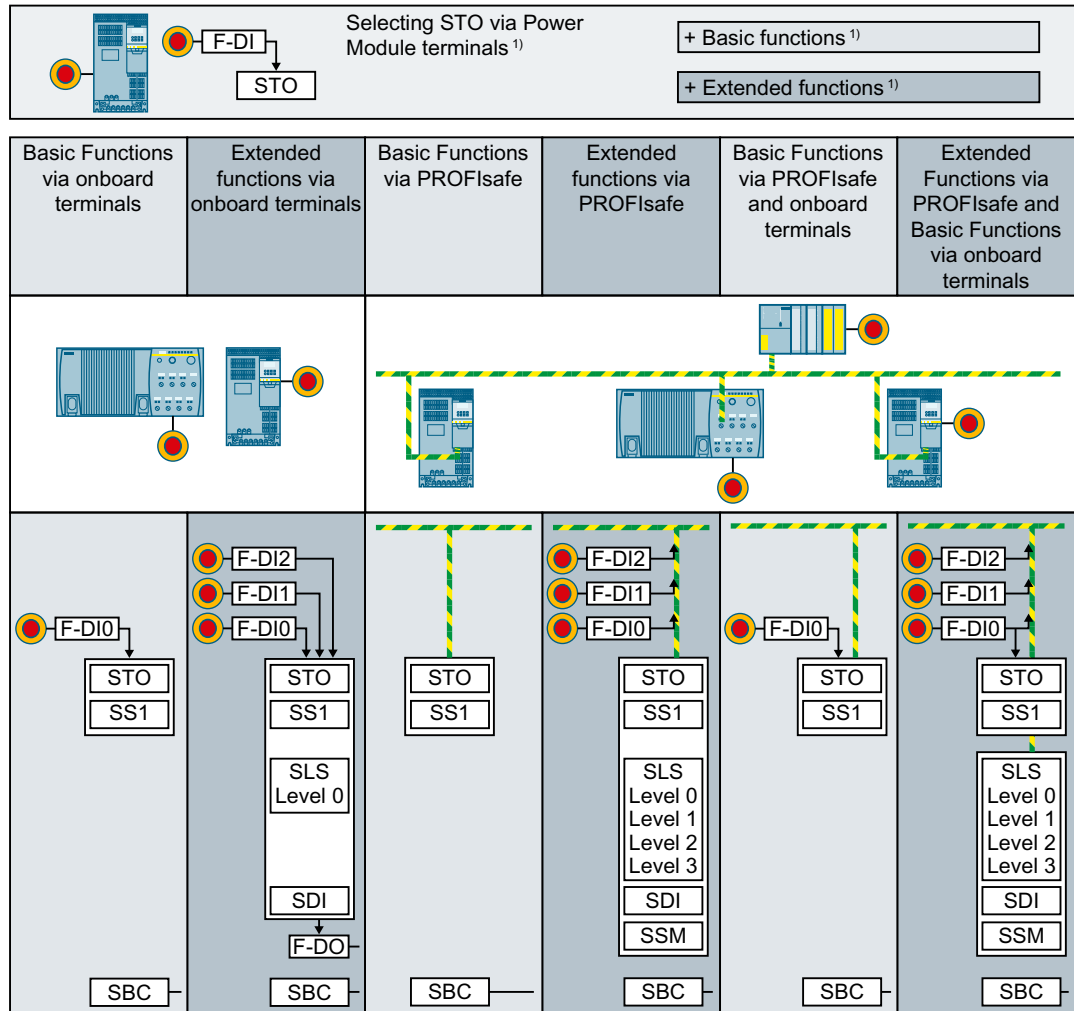 Selecting STO via Power
Module terminals 1)
F-DI
STO
+ Basic functions 1)
+ Extended functions 1)
Basic Functions
via onboard
terminals
Extended
functions via
onboard terminals
Basic Functions
via PROFIsafe
Extended
functions via
PROFIsafe
Basic Functions
via PROFIsafe
and onboard
terminals
Extended
Functions via
PROFIsafe and
Basic Functions
via onboard
terminals
F-DI0
STO
SS1
SBC
F-DI2
F-DI1
F-DI0
STO
SS1
SLS
Level 0
SDI
F-DO
SBC
STO
SS1
SBC
F-DI2
F-DI1
F-DI0
STO
SS1
SLS
Level 0
Level 1
Level 2
Level 3
SDI
SSM
SBC
F-DI0
STO
SS1
SBC
F-DI2
F-DI1
F-DI0
STO
SS1
SLS
Level 0
Level 1
Level 2
Level 3
SDI
SSM
SBC